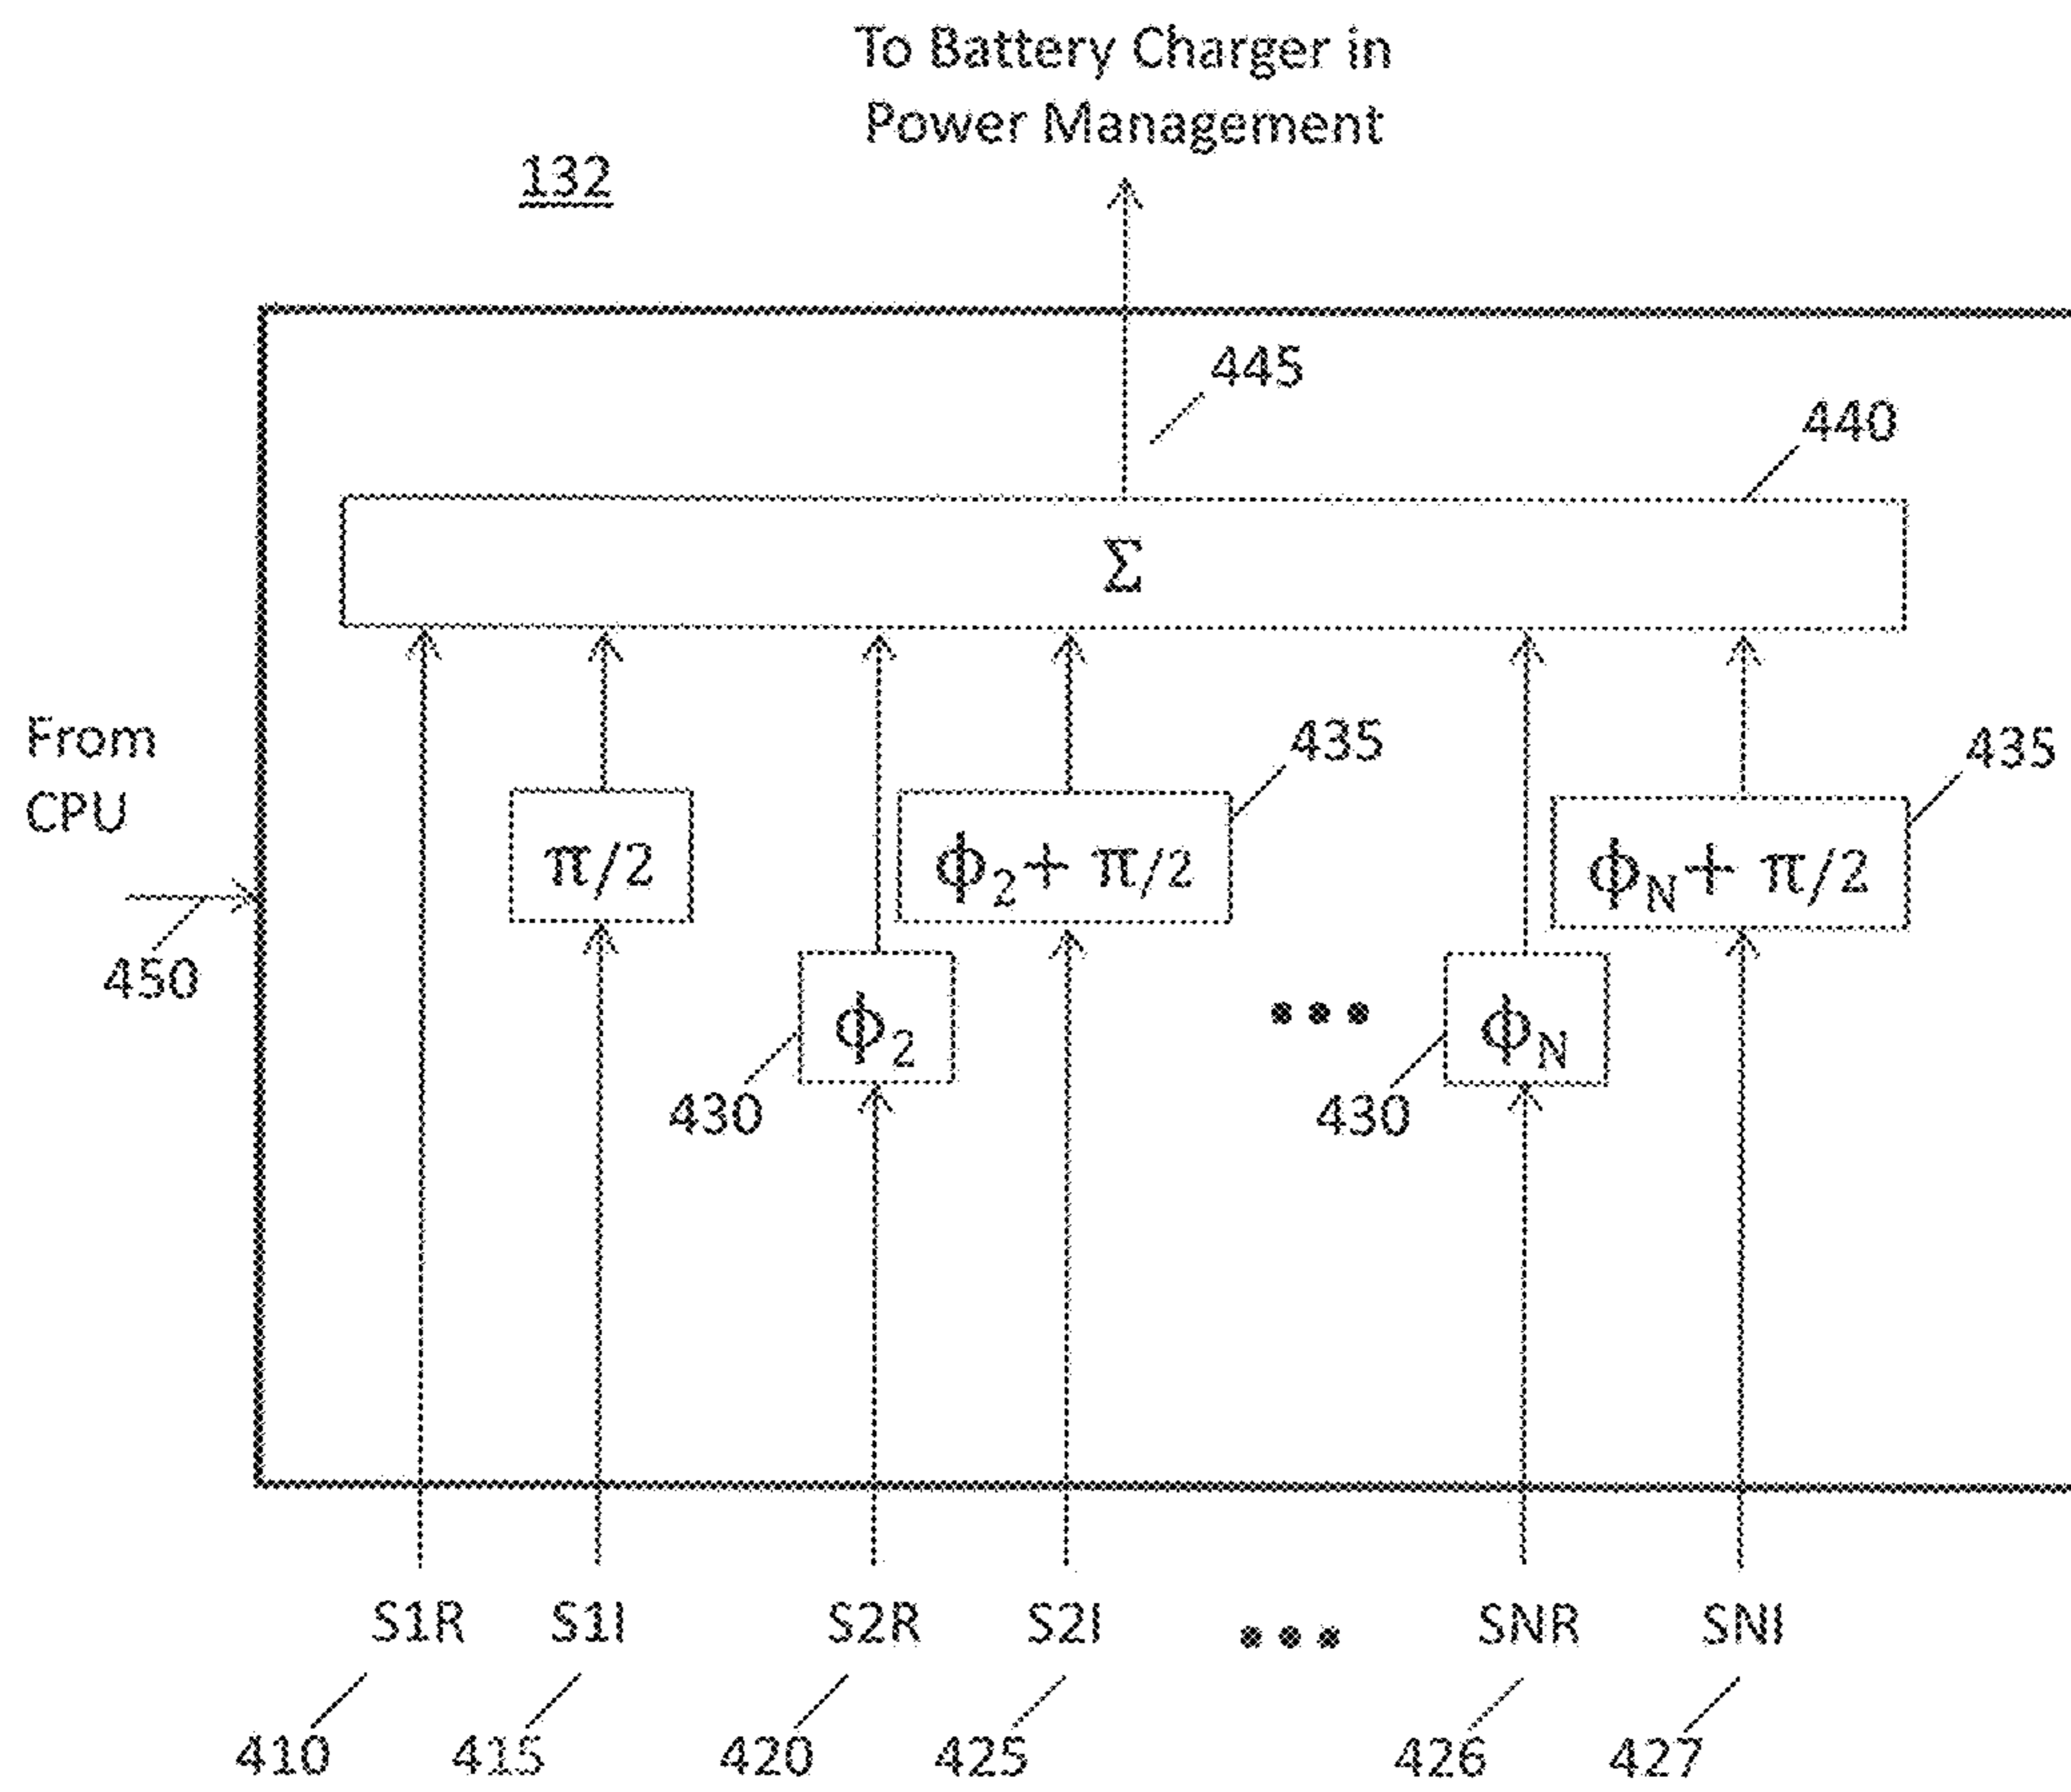 To Battery Charger in
Power Management
132
445
440
Σ
From
CPU
435
435
π/2
ϕ2+ π/2
ϕN+ π/2
450
ϕ2
•••
ϕN
430
430
S1R S1I S2R S2I ••• SNR SNI
410 415 420 425 426 427